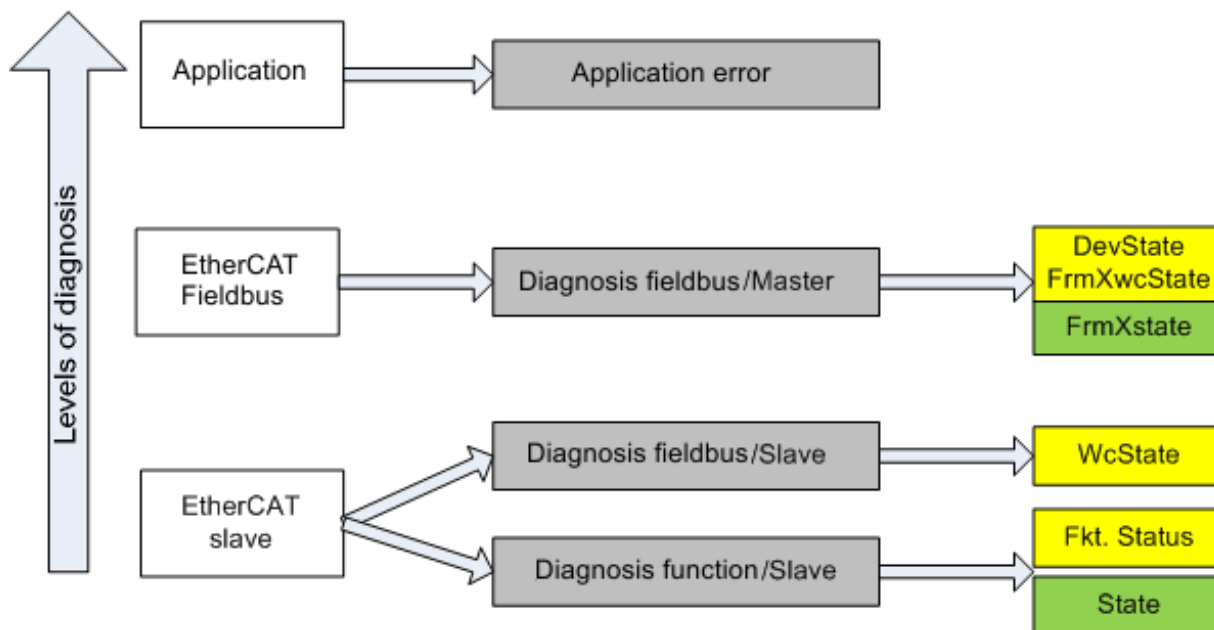 Levels of diagnosis
Application
Application error
EtherCAT
Fieldbus
Diagnosis fieldbus/Master
DevState
FrmXwcState
FrmXstate
EtherCAT
slave
Diagnosis fieldbus/Slave
WcState
Diagnosis function/Slave
Fkt. Status
State